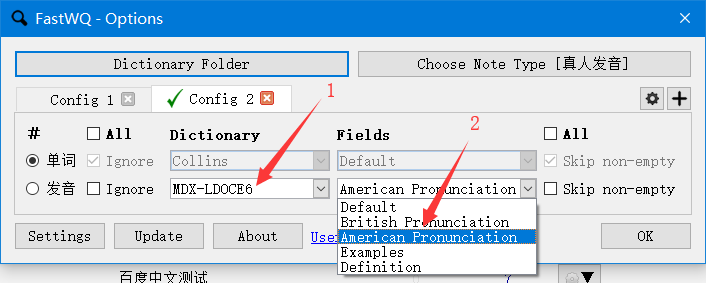 FastWQ - Options
Dictionary Folder
Choose Note Type [真人发音]
Config 1
Config 2
1
# All Dictionary Fields All
2
单词 Ignore Collins Default Skip non-empty
发音 Ignore MDX-LDOCE6 American Pronunciation Skip non-empty
Default
British Pronunciation
American Pronunciation
Examples
Definition
Settings Update About User OK
百度中文测试